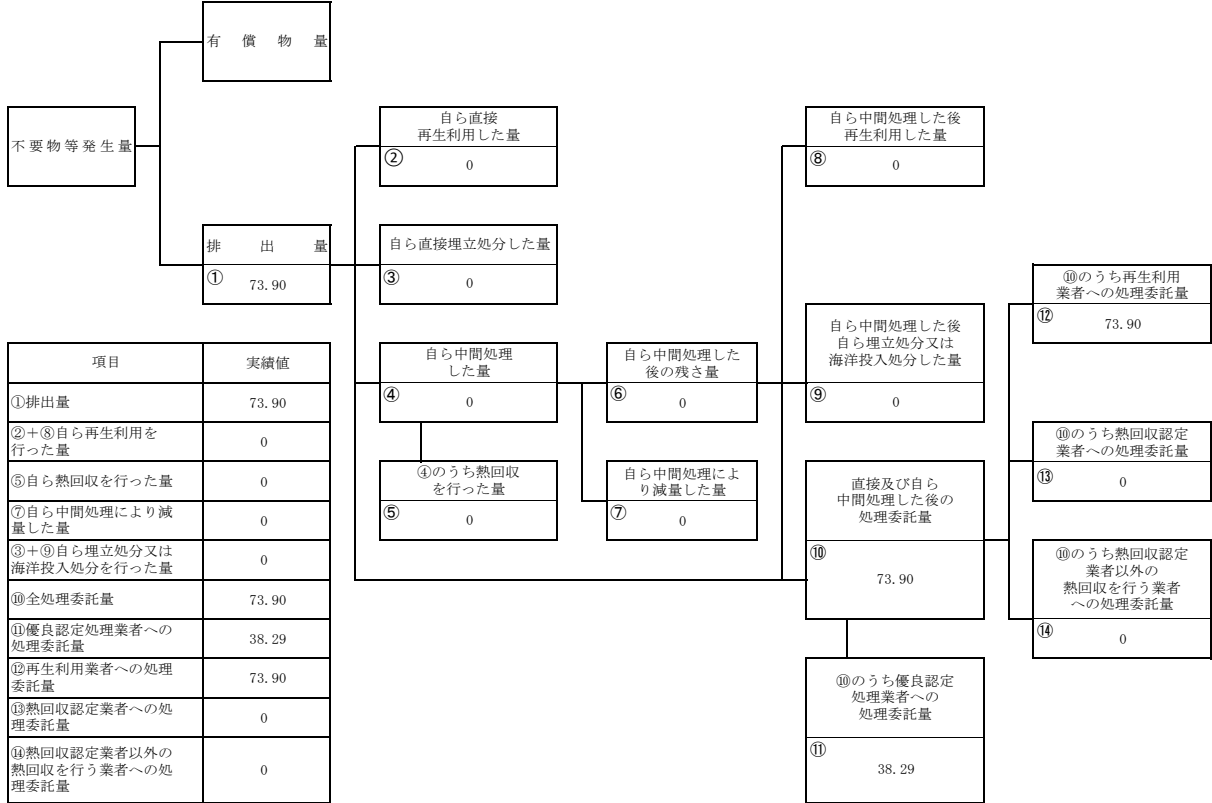 有償物量
不要物等発生量
排出量
① 73.90
自ら直接
再生利用した量
② 0
自ら直接埋立処分した量
③ 0
自ら中間処理
した量
④ 0
④のうち熱回収
を行った量
⑤ 0
自ら中間処理した
後の残さ量
⑥ 0
自ら中間処理によ
り減量した量
⑦ 0
自ら中間処理した後
再生利用した量
⑧ 0
自ら中間処理した後
自ら埋立処分又は
海洋投入処分した量
⑨ 0
直接及び自ら
中間処理した後の
処理委託量
⑩
73.90
⑩のうち優良認定
処理業者への
処理委託量
⑪
38.29
⑩のうち再生利用
業者への処理委託量
⑫ 73.90
⑩のうち熱回収認定
業者への処理委託量
⑬ 0
⑩のうち熱回収認定
業者以外の
熱回収を行う業者
への処理委託量
⑭ 0
項目 実績値
①排出量 73.90
②+⑧自ら再生利用を
行った量 0
⑤自ら熱回収を行った量 0
⑦自ら中間処理により減
量した量 0
③+⑨自ら埋立処分又は
海洋投入処分を行った量 0
⑩全処理委託量 73.90
⑪優良認定処理業者への
処理委託量 38.29
⑫再生利用業者への処理
委託量 73.90
⑬熱回収認定業者への処
理委託量 0
⑭熱回収認定業者以外の
熱回収を行う業者への処
理委託量 0